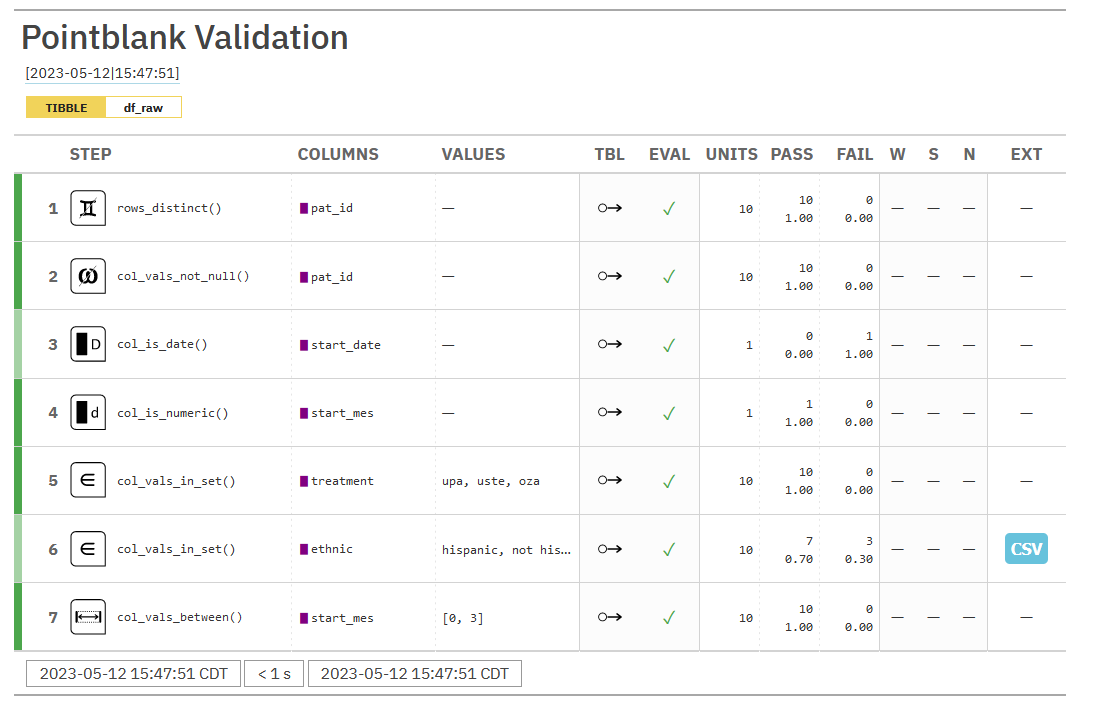 Pointblank Validation
[2023-05-12|15:47:51]
TIBBLE df_raw
STEP COLUMNS VALUES TBL EVAL UNITS PASS FAIL W S N EXT
1 rows_distinct() pat_id — ✓ 10 10 0 — — — —
1.00 0.00
2 col_vals_not_null() pat_id — ✓ 10 10 0 — — — —
1.00 0.00
3 D col_is_date() start_date — ✓ 1 0 1 — — — —
0.00 1.00
4 d col_is_numeric() start_mes — ✓ 1 1 0 — — — —
1.00 0.00
5 ∈ col_vals_in_set() treatment upa, uste, oza ✓ 10 10 0 — — — —
1.00 0.00
6 ∈ col_vals_in_set() ethnic hispanic, not his… ✓ 10 7 3 — — — CSV
0.70 0.30
7 col_vals_between() start_mes [0, 3] ✓ 10 10 0 — — — —
1.00 0.00
2023-05-12 15:47:51 CDT < 1 s 2023-05-12 15:47:51 CDT